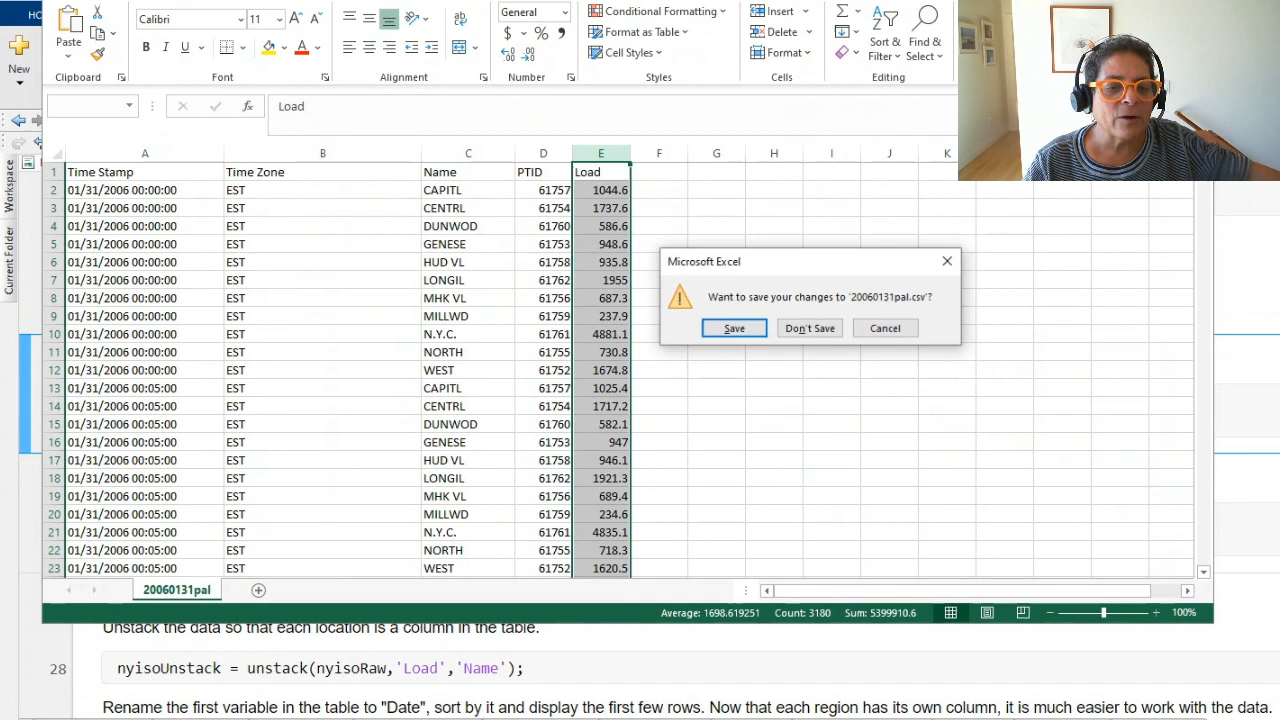 HO
New
Paste
Clipboard
Calibri 11 A A
B I U A
Font
ab
Alignment
General
$ % ,
Number
Conditional Formatting
Format as Table
Cell Styles
Styles
Insert
Delete
Format
Cells
Σ
Sort & Filter
Find & Select
Editing
fx Load
Workspace
Current Folder
A B C D E F G H I J K
1 Time Stamp Time Zone Name PTID Load
2 01/31/2006 00:00:00 EST CAPITL 61757 1044.6
3 01/31/2006 00:00:00 EST CENTRL 61754 1737.6
4 01/31/2006 00:00:00 EST DUNWOD 61760 586.6
5 01/31/2006 00:00:00 EST GENESE 61753 948.6
6 01/31/2006 00:00:00 EST HUD VL 61758 935.8
7 01/31/2006 00:00:00 EST LONGIL 61762 1955
8 01/31/2006 00:00:00 EST MHK VL 61756 687.3
9 01/31/2006 00:00:00 EST MILLWD 61759 237.9
10 01/31/2006 00:00:00 EST N.Y.C. 61761 4881.1
11 01/31/2006 00:00:00 EST NORTH 61755 730.8
12 01/31/2006 00:00:00 EST WEST 61752 1674.8
13 01/31/2006 00:05:00 EST CAPITL 61757 1025.4
14 01/31/2006 00:05:00 EST CENTRL 61754 1717.2
15 01/31/2006 00:05:00 EST DUNWOD 61760 582.1
16 01/31/2006 00:05:00 EST GENESE 61753 947
17 01/31/2006 00:05:00 EST HUD VL 61758 946.1
18 01/31/2006 00:05:00 EST LONGIL 61762 1921.3
19 01/31/2006 00:05:00 EST MHK VL 61756 689.4
20 01/31/2006 00:05:00 EST MILLWD 61759 234.6
21 01/31/2006 00:05:00 EST N.Y.C. 61761 4835.1
22 01/31/2006 00:05:00 EST NORTH 61755 718.3
23 01/31/2006 00:05:00 EST WEST 61752 1620.5
Microsoft Excel
Want to save your changes to '20060131pal.csv'?
Save Don't Save Cancel
20060131pal
Average: 1698.619251 Count: 3180 Sum: 5399910.6 100%
Unstack the data so that each location is a column in the table.
28 nyisoUnstack = unstack(nyisoRaw,'Load','Name');
Rename the first variable in the table to "Date", sort by it and display the first few rows. Now that each region has its own column, it is much easier to work with the data.